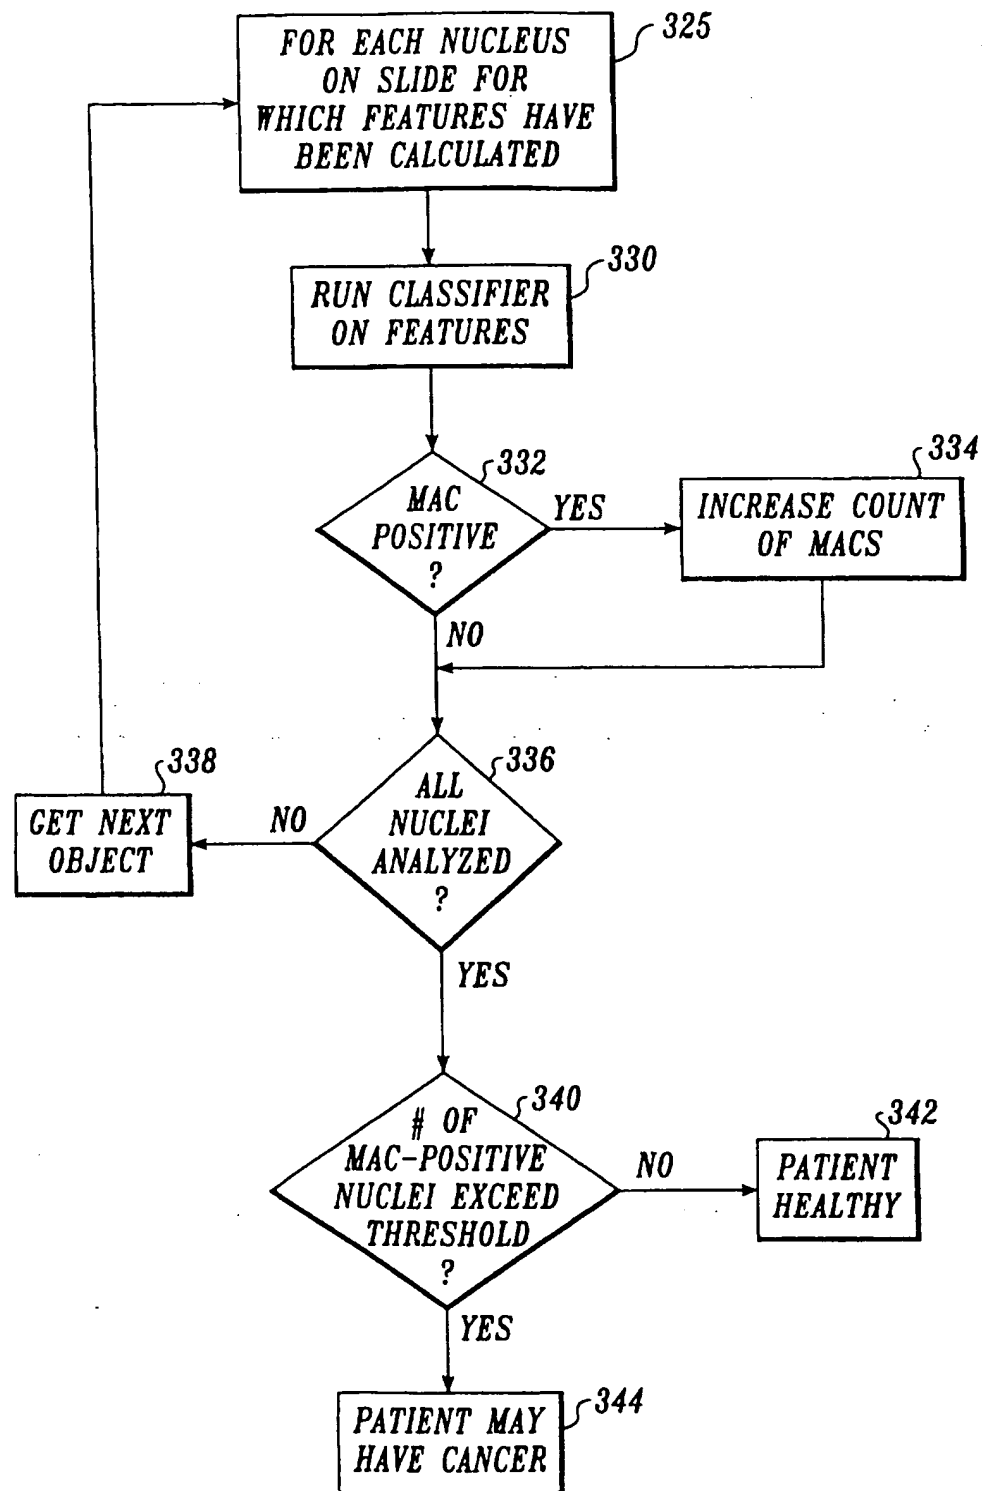 325
FOR EACH NUCLEUS
ON SLIDE FOR
WHICH FEATURES HAVE
BEEN CALCULATED
330
RUN CLASSIFIER
ON FEATURES
332
MAC
POSITIVE
?
YES
334
INCREASE COUNT
OF MACS
NO
336
ALL
NUCLEI
ANALYZED
?
NO
338
GET NEXT
OBJECT
YES
340
# OF
MAC-POSITIVE
NUCLEI EXCEED
THRESHOLD
?
NO
342
PATIENT
HEALTHY
YES
344
PATIENT MAY
HAVE CANCER